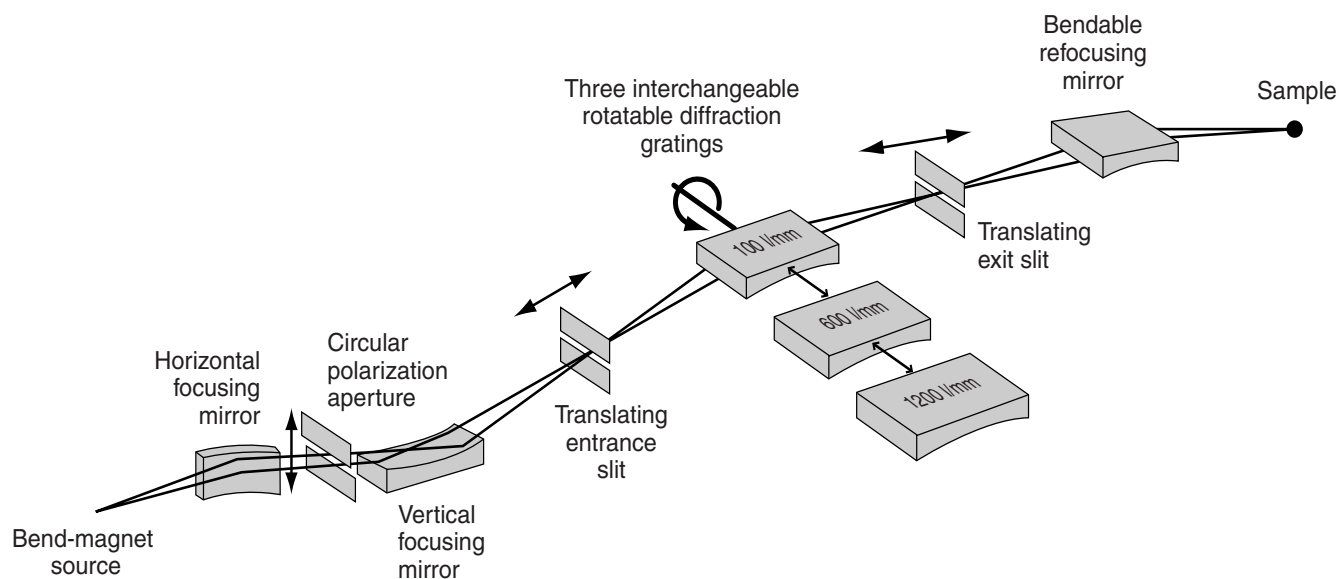 Bend-magnet
source
Horizontal
focusing
mirror
Circular
polarization
aperture
Vertical
focusing
mirror
Translating
entrance
slit
Three interchangeable
rotatable diffraction
gratings
100 l/mm
600 l/mm
1200 l/mm
Translating
exit slit
Bendable
refocusing
mirror
Sample